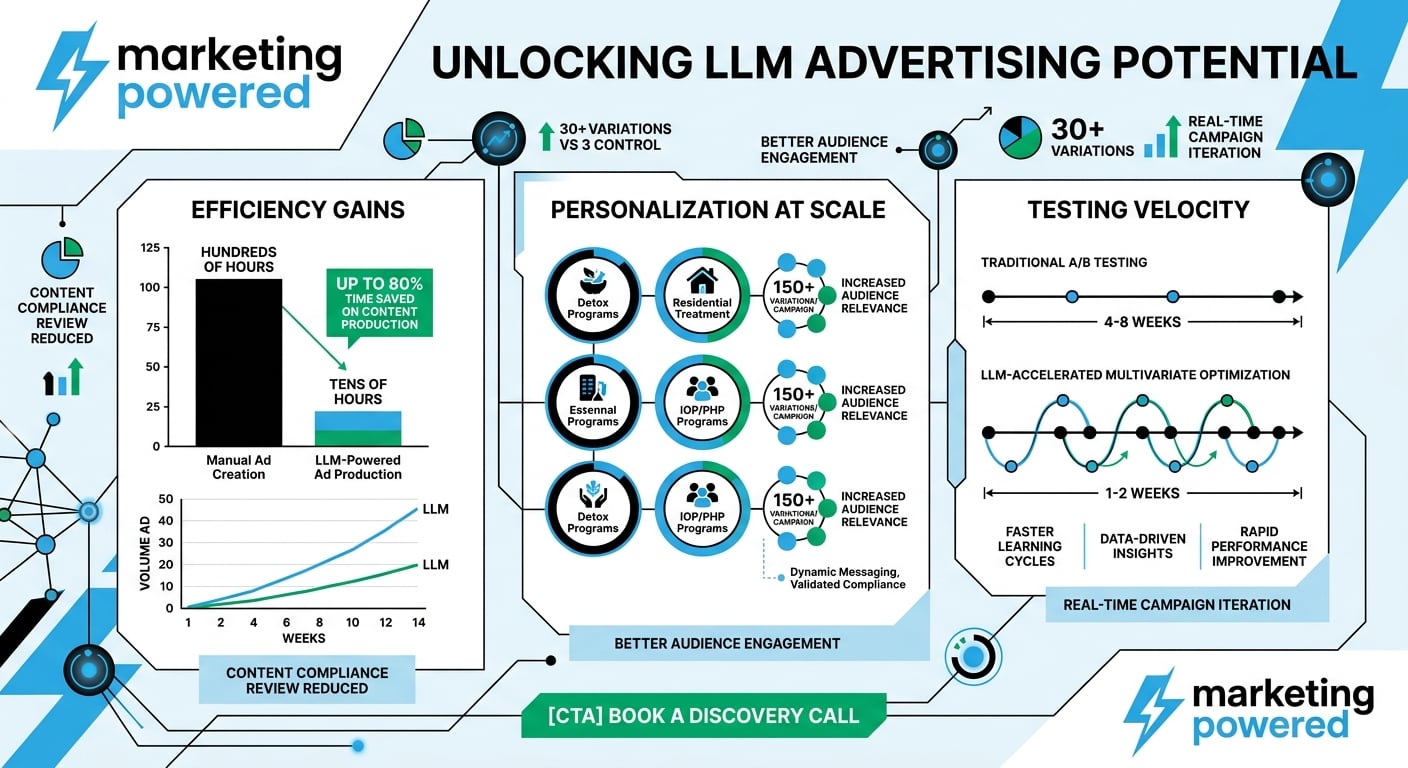 marketing
powered
UNLOCKING LLM ADVERTISING POTENTIAL
30+ VARIATIONS
VS 3 CONTROL
BETTER AUDIENCE
ENGAGEMENT
30+
VARIATIONS
REAL-TIME
CAMPAIGN
ITERATION
CONTENT
COMPLIANCE
REVIEW
REDUCED
EFFICIENCY GAINS
125
100
75
50
25
0
HUNDREDS
OF HOURS
UP TO 80%
TIME SAVED
ON CONTENT
PRODUCTION
TENS OF
HOURS
Manual Ad
Creation
LLM-Powered
Ad Production
VOLUME AD
50
40
30
20
10
0
LLM
LLM
1 2 4 6 8 10 12 14
WEEKS
CONTENT COMPLIANCE
REVIEW REDUCED
PERSONALIZATION AT SCALE
Detox
Programs
Residential
Treatment
150+
VARIATIONA/
CAMPAIGN
INCREASED
AUDIENCE
RELEVANCE
Essennal
Programs
IOP/PHP
Programs
150+
INCREASED
AUDIENCE
RELEVANCE
Detox
Programs
IOP/PHP
Programs
150+
INCREASED
AUDIENCE
RELEVANCE
Dynamic Messaging,
Validated Compliance
BETTER AUDIENCE ENGAGEMENT
TESTING VELOCITY
TRADITIONAL A/B TESTING
4-8 WEEKS
LLM-ACCELERATED MULTIVARIATE OPTIMIZATION
1-2 WEEKS
FASTER
LEARNING
CYCLES
DATA-DRIVEN
INSIGHTS
RAPID
PERFORMANCE
IMPROVEMENT
REAL-TIME CAMPAIGN ITERATION
[CTA] BOOK A DISCOVERY CALL
marketing
powered